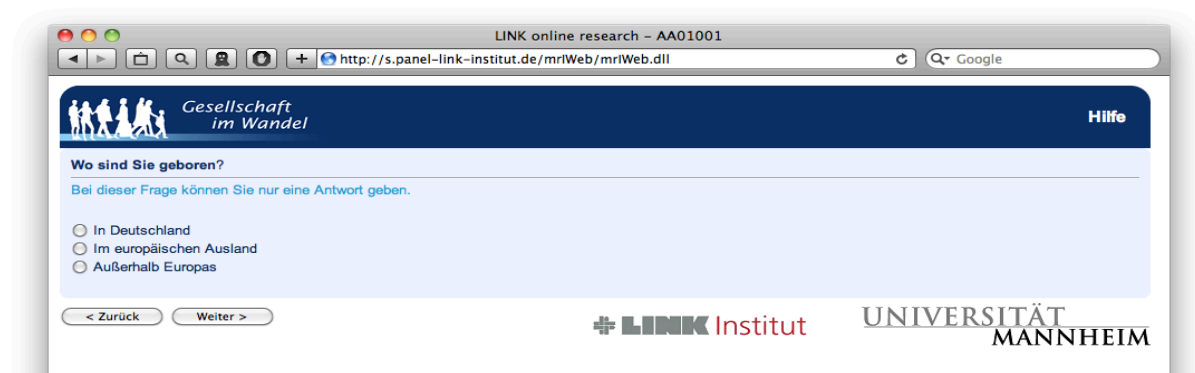 LINK online research – AA01001
http://s.panel-link-institut.de/mrIWeb/mrIWeb.dll
Google
Gesellschaft
im Wandel
Hilfe
Wo sind Sie geboren?
Bei dieser Frage können Sie nur eine Antwort geben.
In Deutschland
Im europäischen Ausland
Außerhalb Europas
< Zurück
Weiter >
LINK Institut
UNIVERSITÄT
MANNHEIM